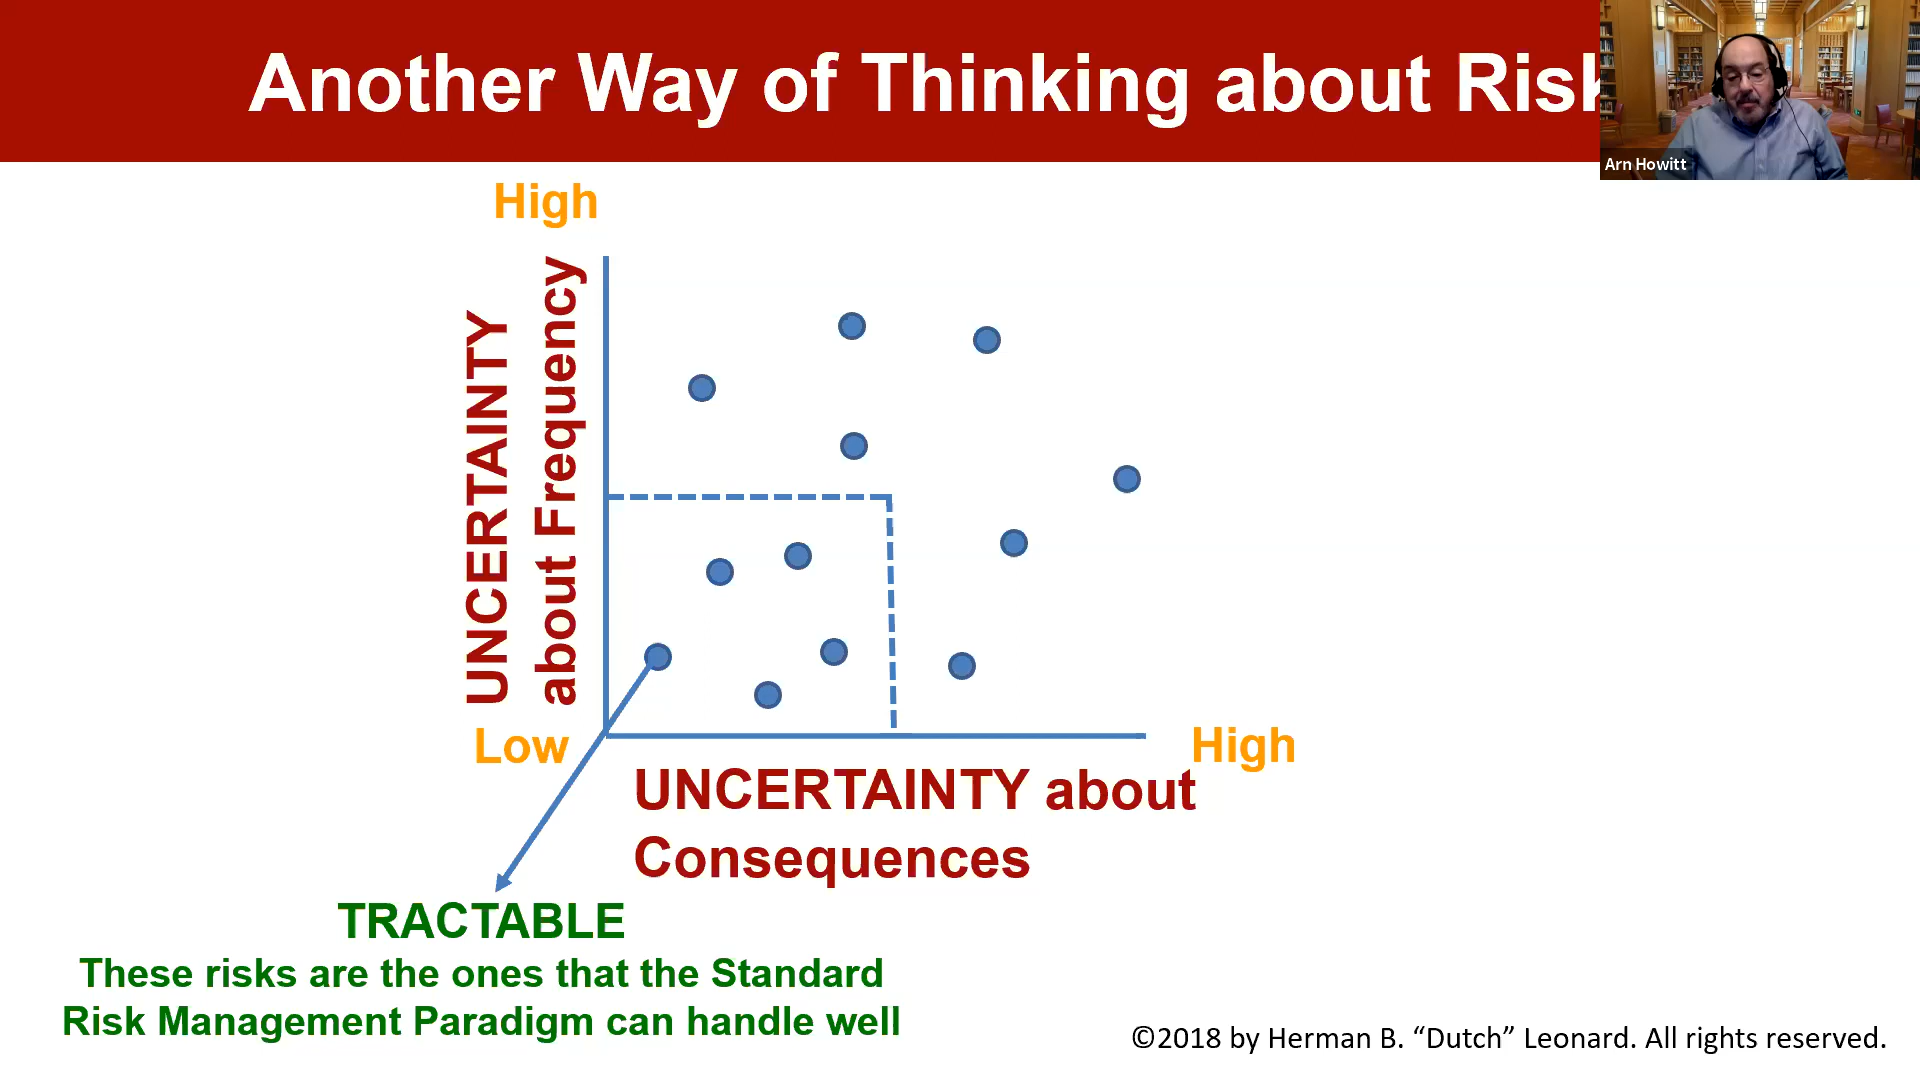 Another Way of Thinking about Risk
Arn Howitt
High
UNCERTAINTY
about Frequency
Low
High
UNCERTAINTY about
Consequences
TRACTABLE
These risks are the ones that the Standard
Risk Management Paradigm can handle well
©2018 by Herman B. “Dutch” Leonard. All rights reserved.